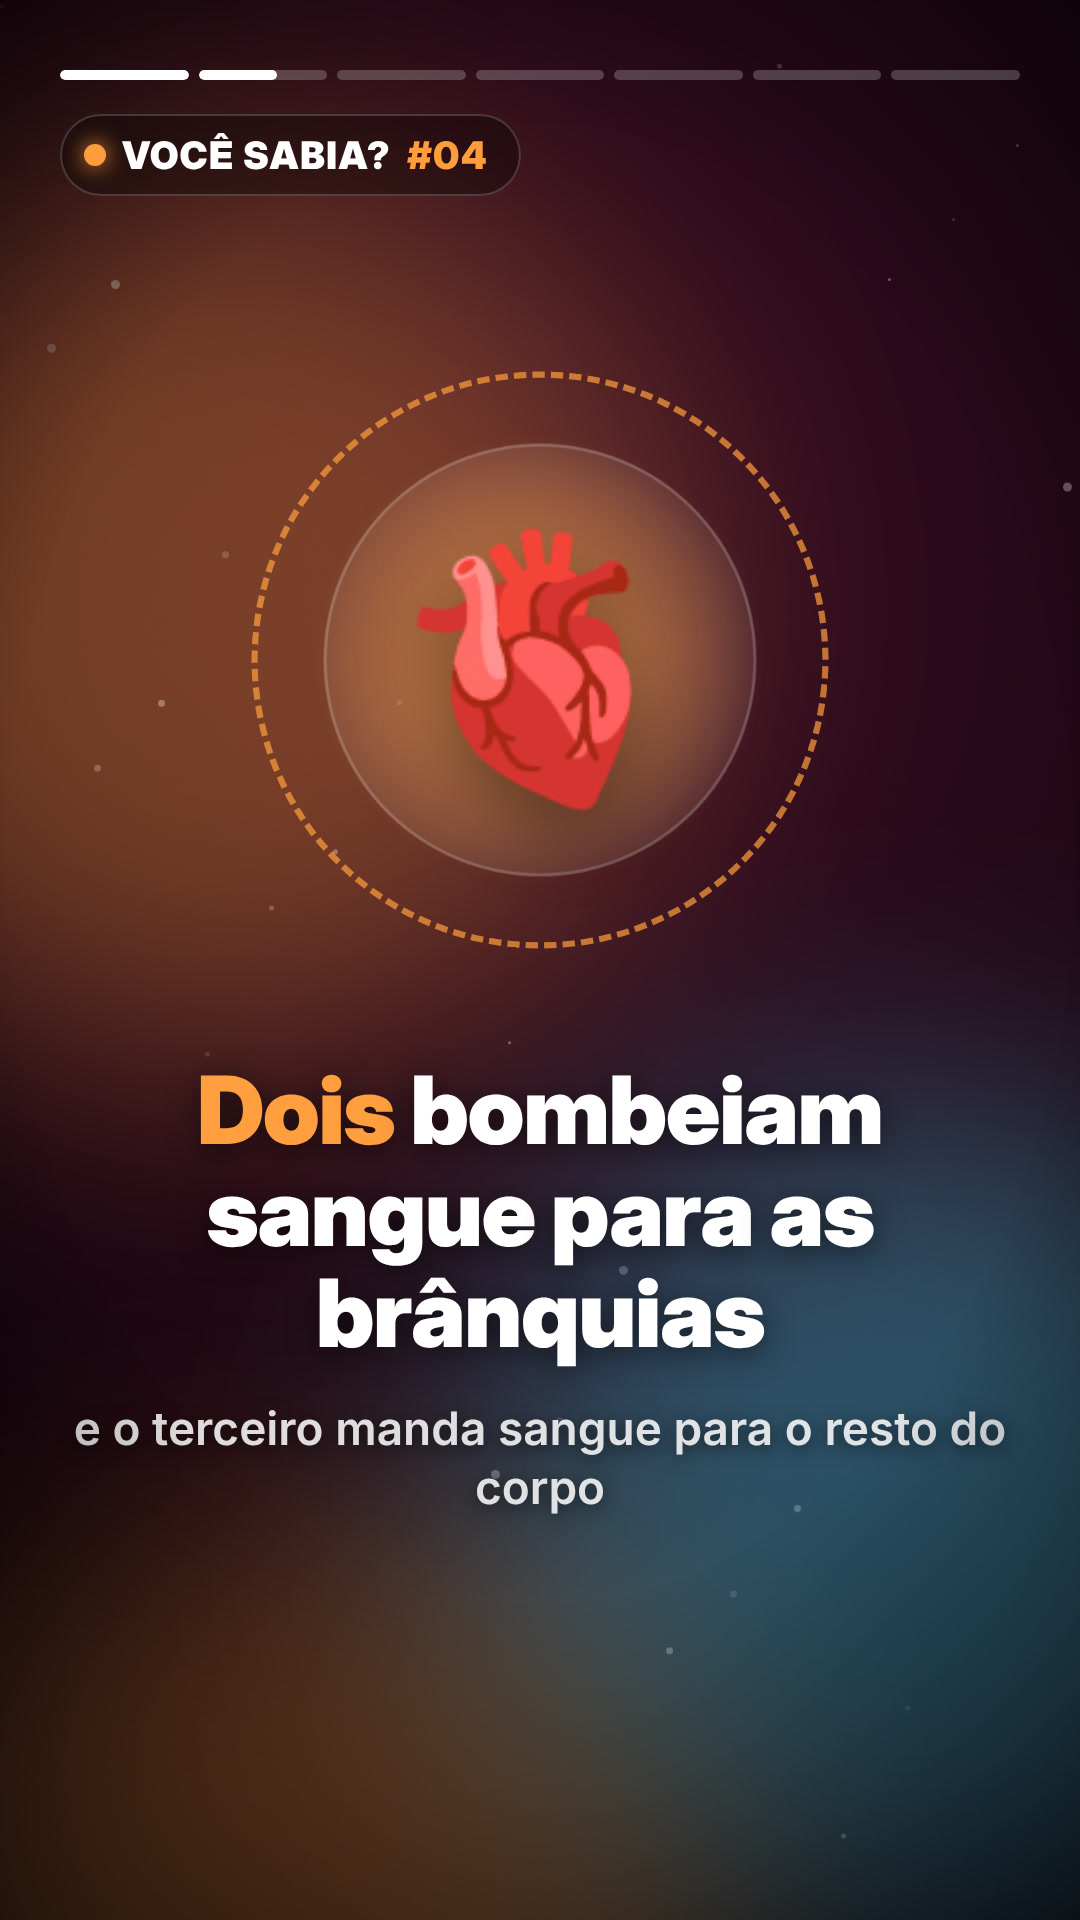 VOCÊ SABIA? #04
Dois bombeiam
sangue para as
brânquias
e o terceiro manda sangue para o resto do
corpo